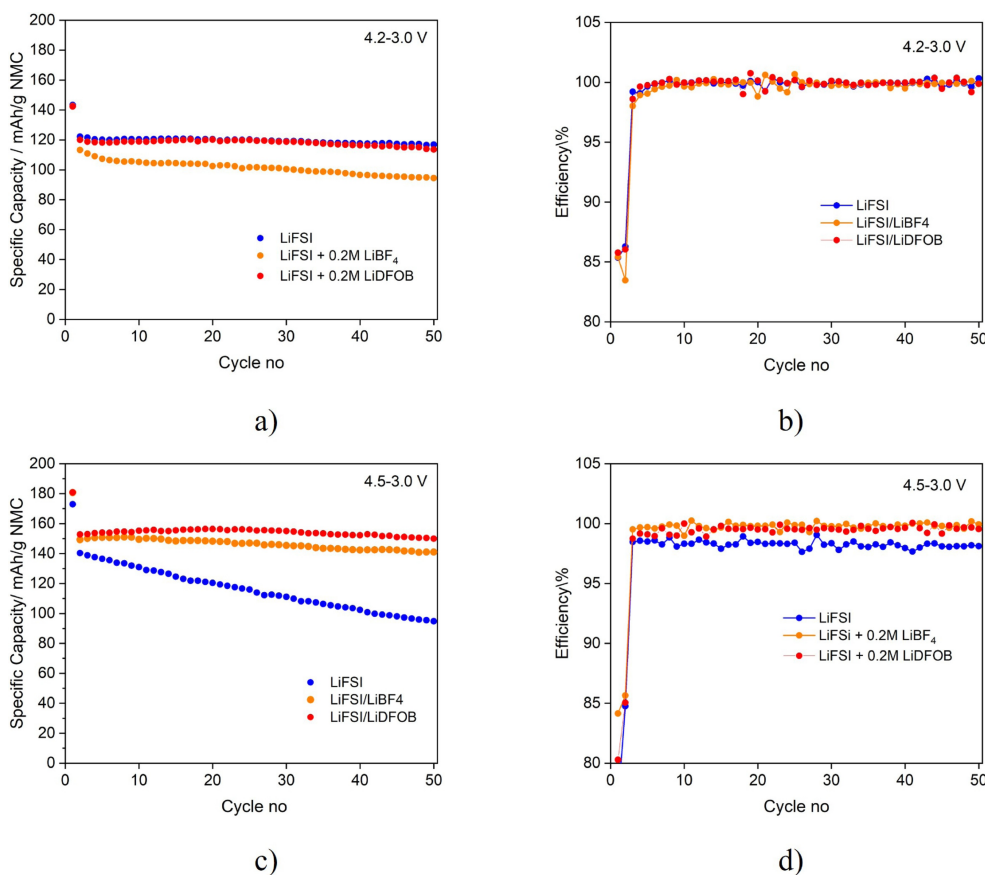 200
180
160
140
120
100
80
60
40
20
0
0 10 20 30 40 50
Specific Capacity / mAh/g NMC
Cycle no
4.2-3.0 V
LiFSI
LiFSI + 0.2M LiBF₄
LiFSI + 0.2M LiDFOB
a)
105
100
95
90
85
80
0 10 20 30 40 50
Efficiency\%
Cycle no
4.2-3.0 V
LiFSI
LiFSI/LiBF4
LiFSI/LiDFOB
b)
200
180
160
140
120
100
80
60
40
20
0
0 10 20 30 40 50
Specific Capacity/ mAh/g NMC
Cycle no
4.5-3.0 V
LiFSI
LiFSI/LiBF4
LiFSI/LiDFOB
c)
105
100
95
90
85
80
0 10 20 30 40 50
Efficiency\%
Cycle no
4.5-3.0 V
LiFSI
LiFSi + 0.2M LiBF₄
LiFSI + 0.2M LiDFOB
d)